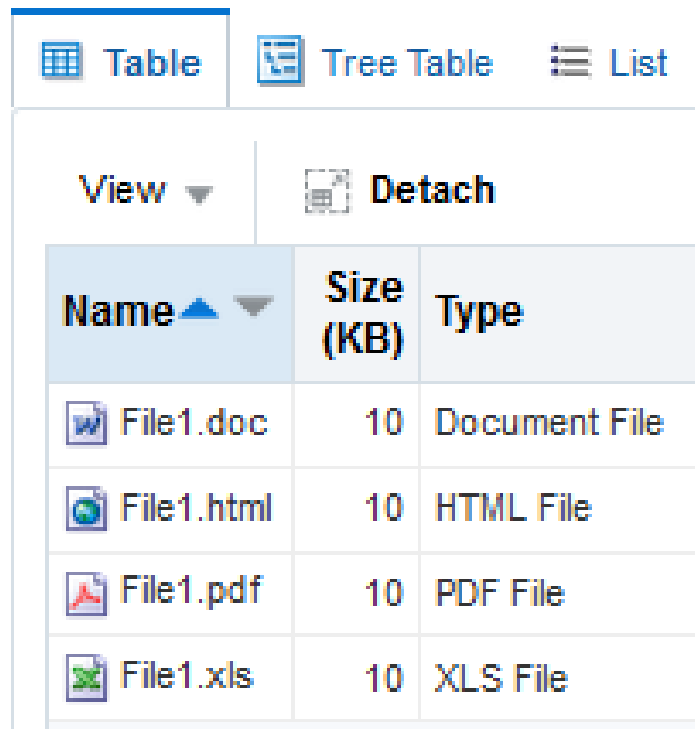 Table Tree Table List
View Detach
Name Size (KB) Type
File1.doc 10 Document File
File1.html 10 HTML File
File1.pdf 10 PDF File
File1.xls 10 XLS File